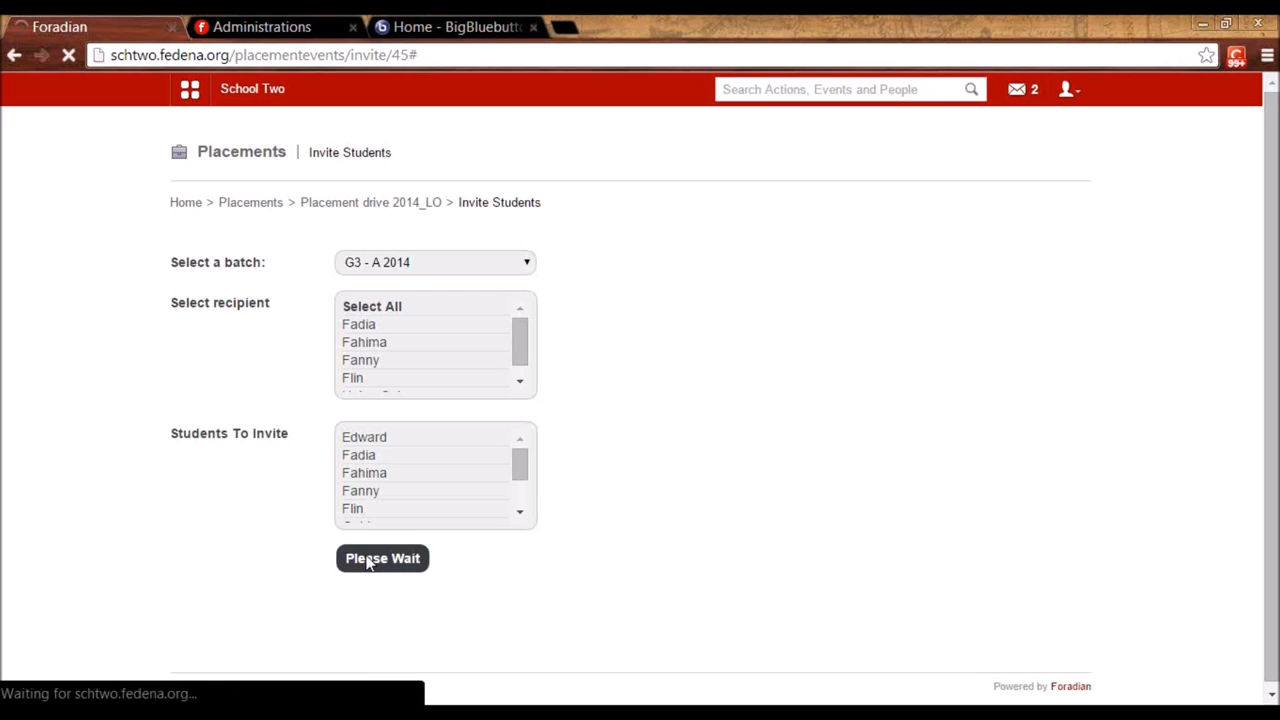 Foradian
Administrations
Home - BigBluebutt
schtwo.fedena.org/placementevents/invite/45#
99+
School Two
Search Actions, Events and People
2
Placements | Invite Students
Home > Placements > Placement drive 2014_LO > Invite Students
Select a batch:
G3 - A 2014
Select recipient
Select All
Fadia
Fahima
Fanny
Flin
Students To Invite
Edward
Fadia
Fahima
Fanny
Flin
Please Wait
Powered by Foradian
Waiting for schtwo.fedena.org...